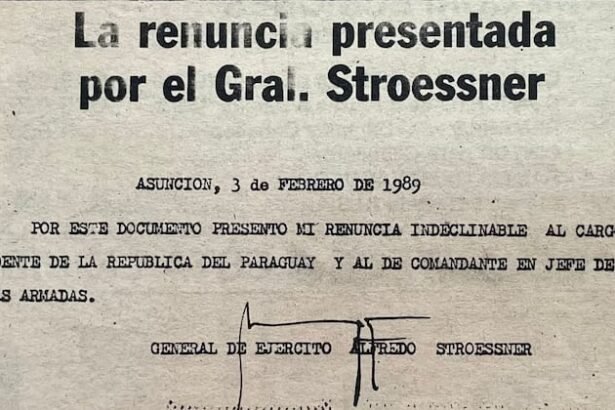 La renuncia presentada
por el Gral. Stroessner
ASUNCION, 3 de FEBRERO DE 1989
POR ESTE DOCUMENTO PRESENTO MI RENUNCIA INDECLINABLE AL CARG
DENTE DE LA REPUBLICA DEL PARAGUAY Y AL DE COMANDANTE EN JEFE DE
AS ARMADAS.
GENERAL DE EJERCITO ALFREDO STROESSNER